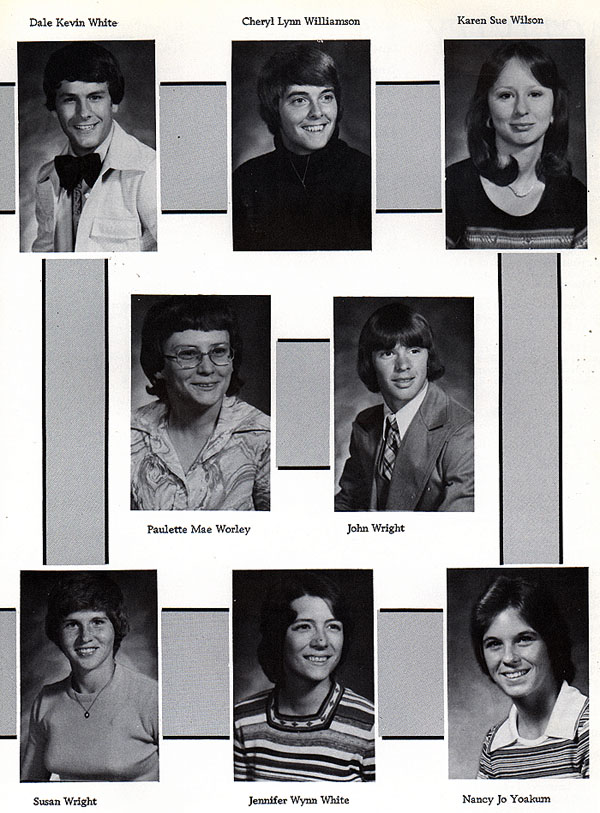 Dale Kevin White
Cheryl Lynn Williamson
Karen Sue Wilson
Paulette Mae Worley
John Wright
Susan Wright
Jennifer Wynn White
Nancy Jo Yoakum